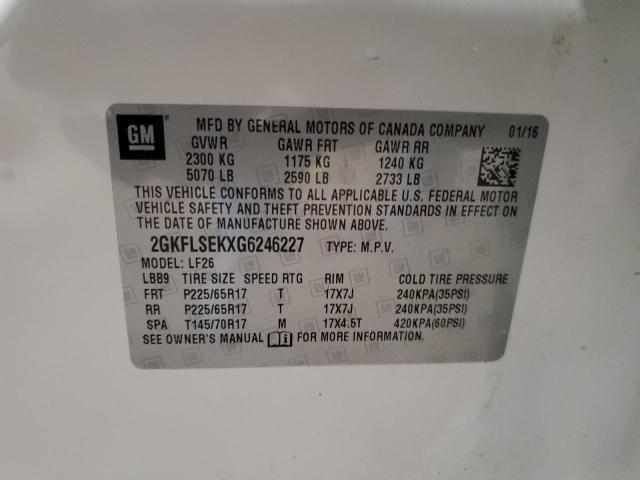 GM
MFD BY GENERAL MOTORS OF CANADA COMPANY 01/16
GVWR GAWR FRT GAWR RR
2300 KG 1175 KG 1240 KG
5070 LB 2590 LB 2733 LB
THIS VEHICLE CONFORMS TO ALL APPLICABLE U.S. FEDERAL MOTOR
VEHICLE SAFETY AND THEFT PREVENTION STANDARDS IN EFFECT ON
THE DATE OF MANUFACTURE SHOWN ABOVE.
2GKFLSEKXG6246227 TYPE: M.P.V.
MODEL: LF26
LBB9 TIRE SIZE SPEED RTG RIM COLD TIRE PRESSURE
FRT P225/65R17 T 17X7J 240KPA(35PSI)
RR P225/65R17 T 17X7J 240KPA(35PSI)
SPA T145/70R17 M 17X4.5T 420KPA(60PSI)
SEE OWNER'S MANUAL FOR MORE INFORMATION.